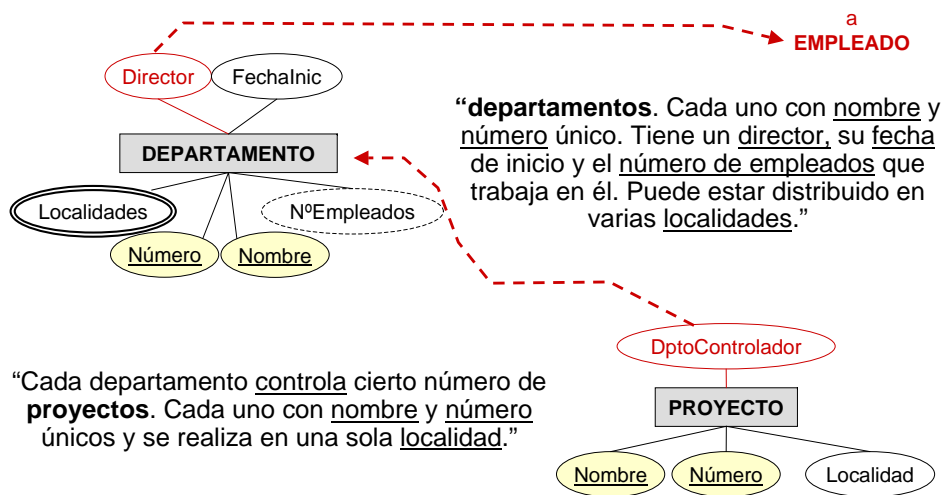 a
EMPLEADO
Director
FechaInic
“departamentos. Cada uno con nombre y
número único. Tiene un director, su fecha
de inicio y el número de empleados que
trabaja en él. Puede estar distribuido en
varias localidades.”
DEPARTAMENTO
Localidades
NºEmpleados
Número
Nombre
DptoControlador
“Cada departamento controla cierto número de
proyectos. Cada uno con nombre y número
únicos y se realiza en una sola localidad.”
PROYECTO
Nombre
Número
Localidad